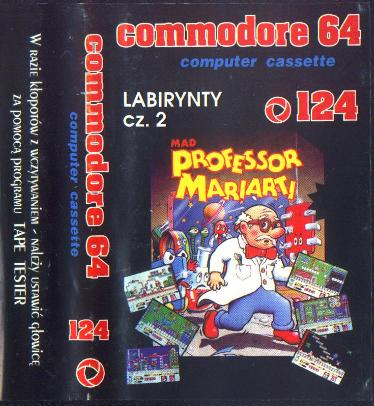 commodore 64
computer cassette
LABIRYNTY
cz. 2
124
MAD
PROFESSOR
MARIARTI
commodore 64
computer cassette
124
W RAZIE KŁOPOTÓW Z WCZYTYWANIEM - NALEŻY USTAWIĆ GŁOWICĘ
ZA POMOCĄ PROGRAMU TAPE TESTER